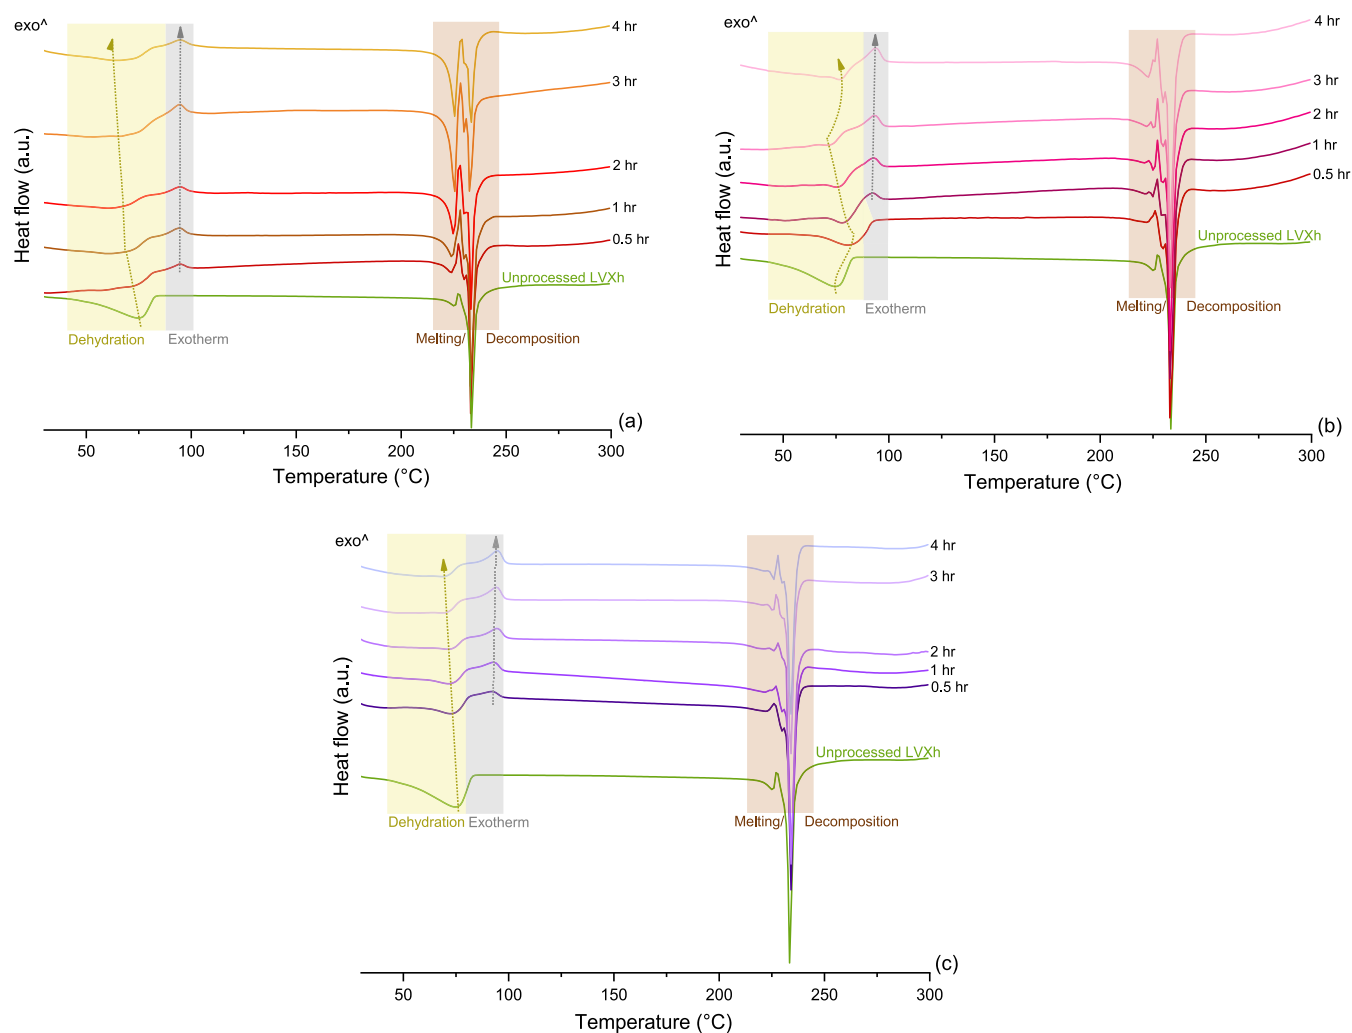 exo^
4 hr
3 hr
2 hr
1 hr
0.5 hr
Unprocessed LVXh
Dehydration
Exotherm
Melting/ Decomposition
Heat flow (a.u.)
50
100
150
200
250
300
(a)
Temperature (°C)
exo^
4 hr
3 hr
2 hr
1 hr
0.5 hr
Unprocessed LVXh
Dehydration
Exotherm
Melting/ Decomposition
Heat flow (a.u.)
50
100
150
200
250
300
(b)
Temperature (°C)
exo^
4 hr
3 hr
2 hr
1 hr
0.5 hr
Unprocessed LVXh
Dehydration
Exotherm
Melting/ Decomposition
Heat flow (a.u.)
50
100
150
200
250
300
(c)
Temperature (°C)